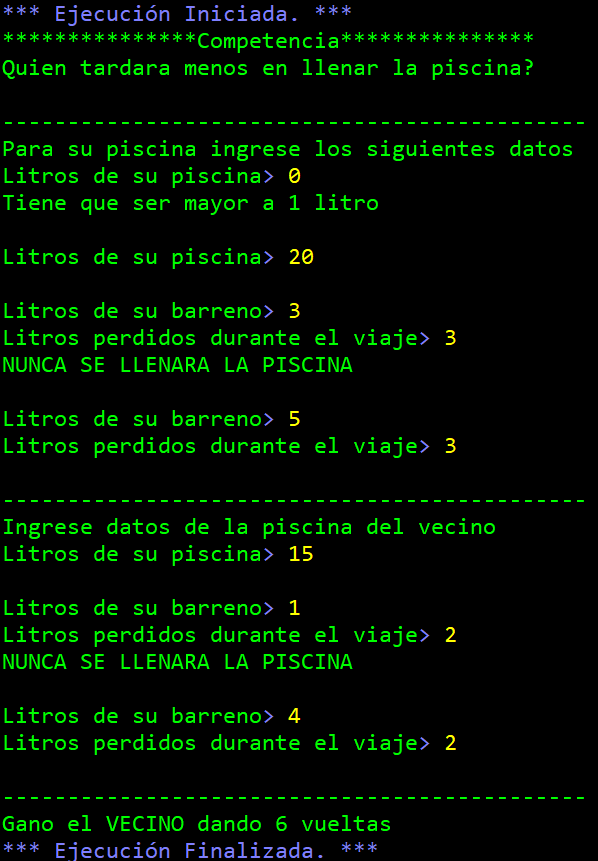 *** Ejecución Iniciada. ***
***************Competencia***************
Quien tardara menos en llenar la piscina?
---------------------------------------------
Para su piscina ingrese los siguientes datos
Litros de su piscina> 0
Tiene que ser mayor a 1 litro
Litros de su piscina> 20
Litros de su barreno> 3
Litros perdidos durante el viaje> 3
NUNCA SE LLENARA LA PISCINA
Litros de su barreno> 5
Litros perdidos durante el viaje> 3
---------------------------------------------
Ingrese datos de la piscina del vecino
Litros de su piscina> 15
Litros de su barreno> 1
Litros perdidos durante el viaje> 2
NUNCA SE LLENARA LA PISCINA
Litros de su barreno> 4
Litros perdidos durante el viaje> 2
---------------------------------------------
Gano el VECINO dando 6 vueltas
*** Ejecución Finalizada. ***